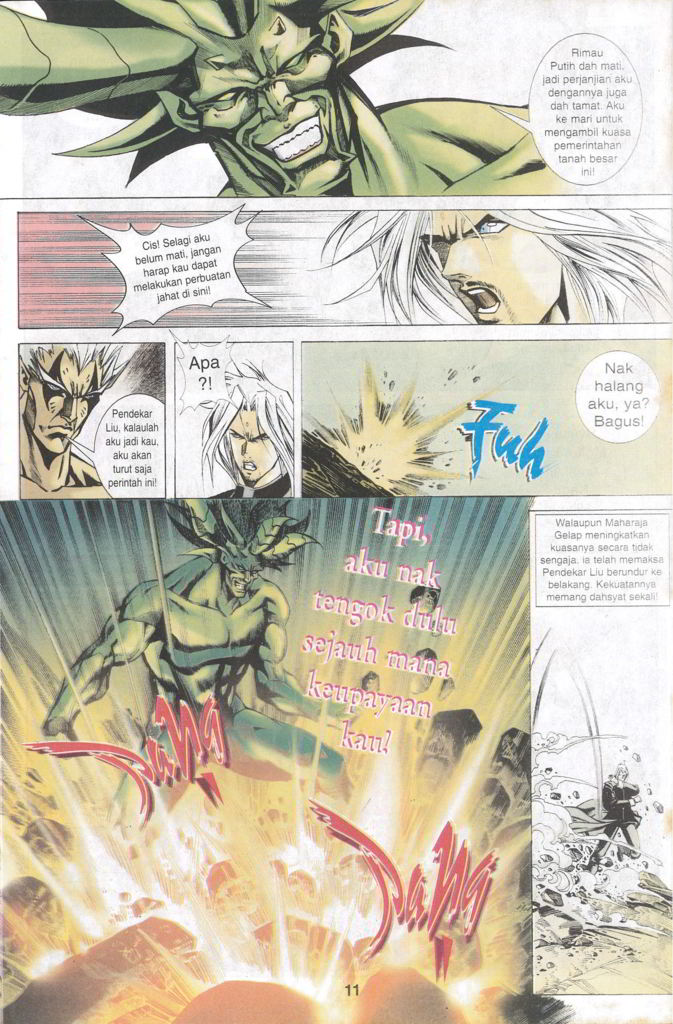 Rimau
Putih dah mati,
jadi perjanjian aku
dengannya juga
dah tamat. Aku
ke mari untuk
mengambil kuasa
pemerintahan
tanah besar
ini!
Cis! Selagi aku
belum mati, jangan
harap kau dapat
melakukan perbuatan
jahat di sini!
Pendekar
Liu, kalaulah
aku jadi kau,
aku akan
turut saja
perintah ini!
Apa
?!
Fuh
Nak
halang
aku, ya?
Bagus!
Tapi,
aku nak
tengok dulu
sejauh mana
keupayaan
kau!
Walaupun Maharaja
Gelap meningkatkan
kuasanya secara tidak
sengaja, ia telah memaksa
Pendekar Liu berundur ke
belakang. Kekuatannya
memang dahsyat sekali!
Pang
Pang
11